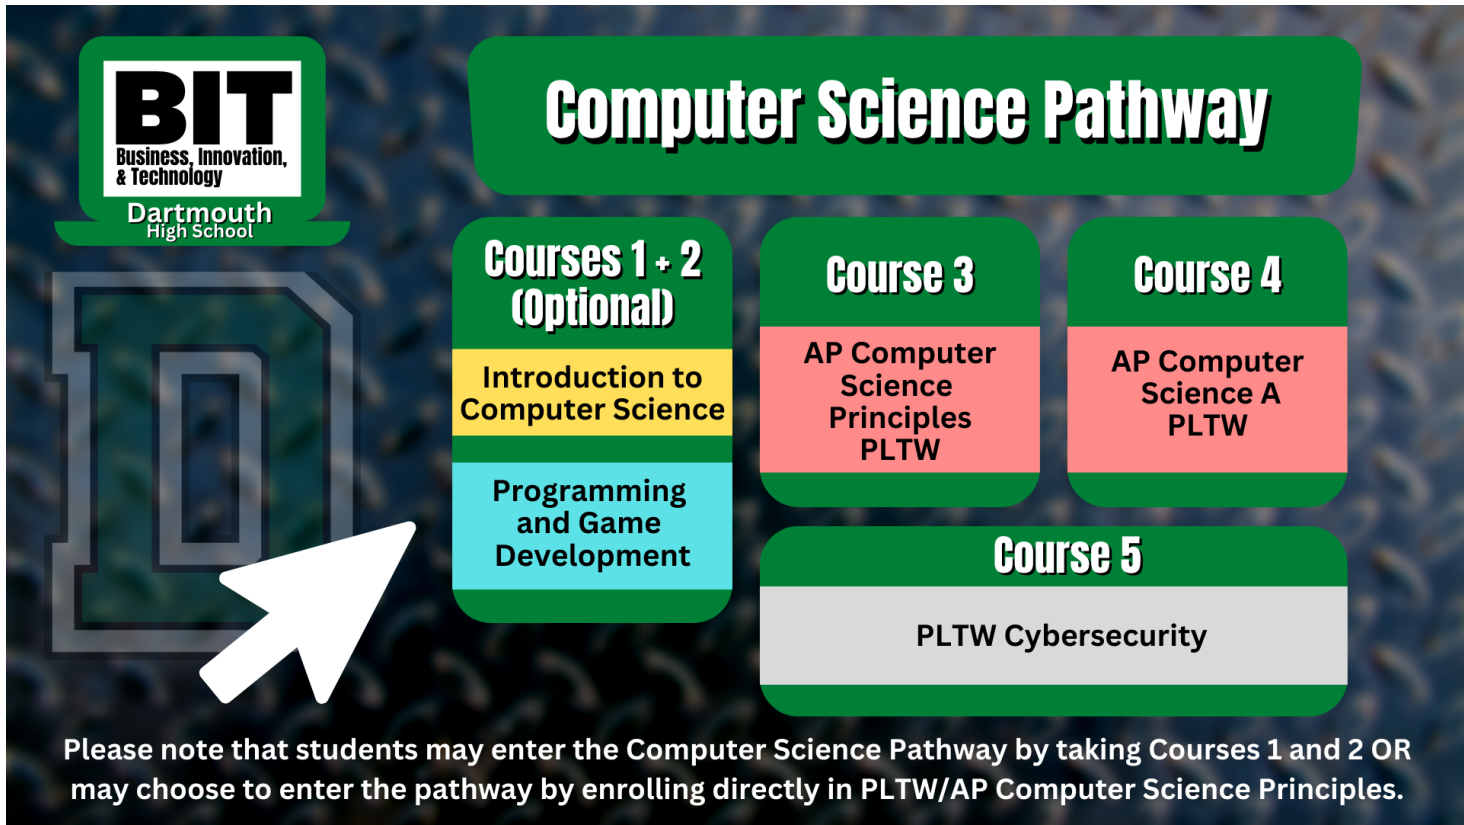 BIT
Business, Innovation,
& Technology
Dartmouth
High School
Computer Science Pathway
Courses 1 + 2
(Optional)
Introduction to
Computer Science
Programming
and Game
Development
Course 3
AP Computer
Science
Principles
PLTW
Course 4
AP Computer
Science A
PLTW
Course 5
PLTW Cybersecurity
D
Please note that students may enter the Computer Science Pathway by taking Courses 1 and 2 OR
may choose to enter the pathway by enrolling directly in PLTW/AP Computer Science Principles.